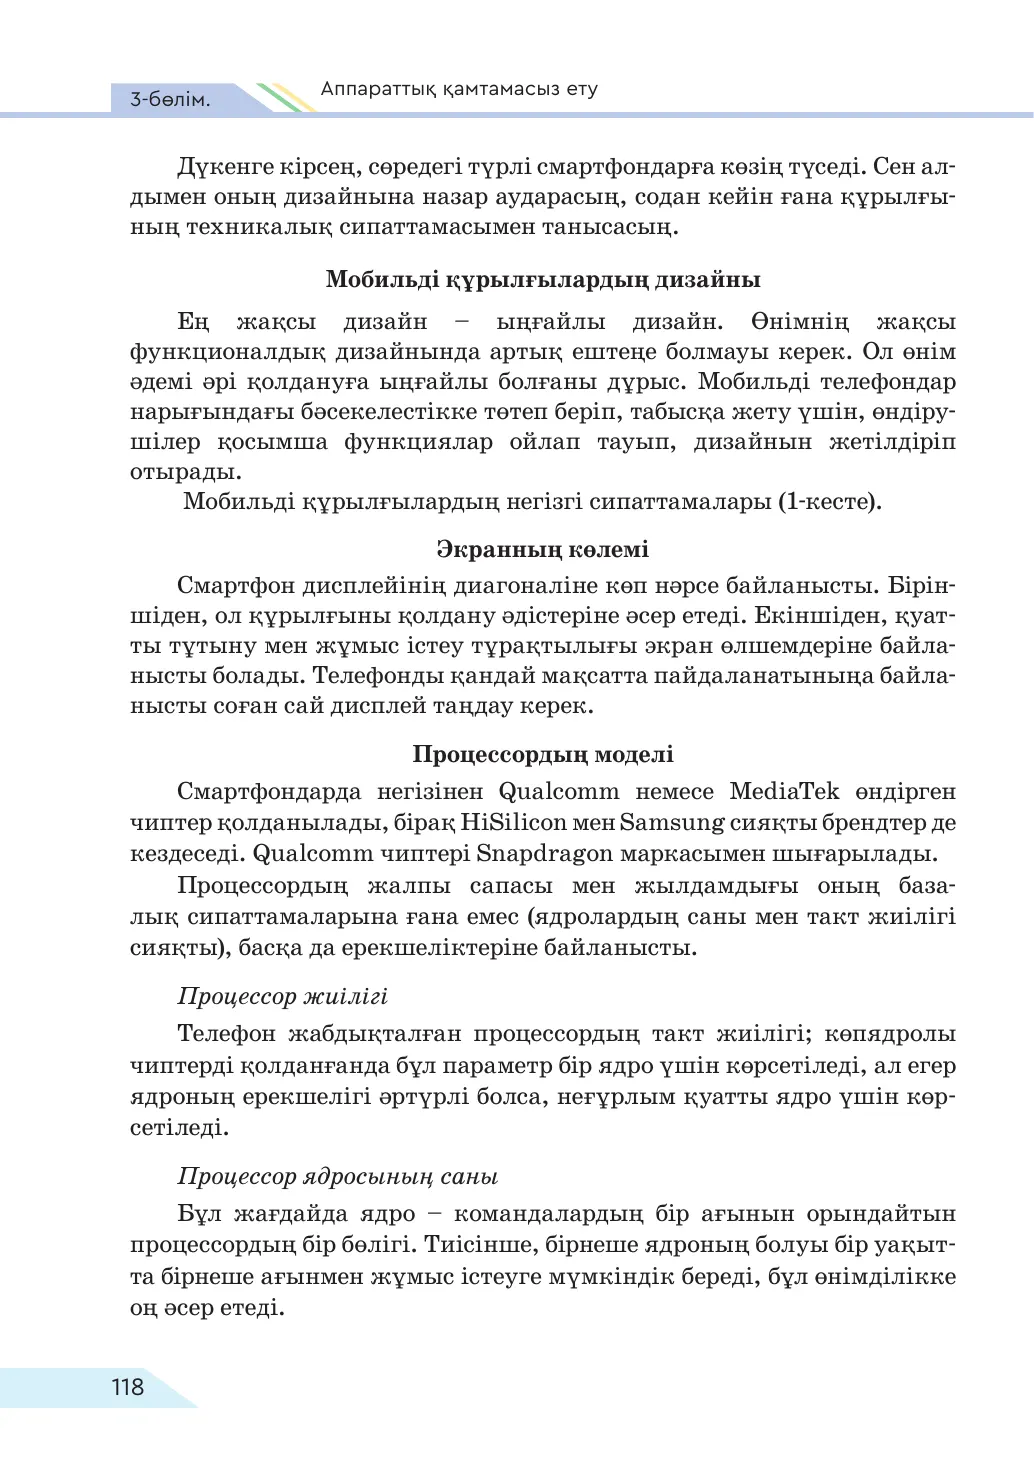 3-бөлім.
Аппараттық қамтамасыз ету
Дүкенге кірсең, сөредегі түрлі смартфондарға көзің түседі. Сен ал-
дымен оның дизайнына назар аударасың, содан кейін ғана құрылғы-
ның техникалық сипаттамасымен танысасың.
Мобильді құрылғылардың дизайны
Ең жақсы дизайн – ыңғайлы дизайн. Өнімнің жақсы
функционалдық дизайнында артық ештеңе болмауы керек. Ол өнім
әдемі әрі қолдануға ыңғайлы болғаны дұрыс. Мобильді телефондар
нарығындағы бәсекелестікке төтеп беріп, табысқа жету үшін, өндіру-
шілер қосымша функциялар ойлап тауып, дизайнын жетілдіріп
отырады.
Мобильді құрылғылардың негізгі сипаттамалары (1-кесте).
Экранның көлемі
Смартфон дисплейінің диагоналіне көп нәрсе байланысты. Бірін-
шіден, ол құрылғыны қолдану әдістеріне әсер етеді. Екіншіден, қуат-
ты тұтыну мен жұмыс істеу тұрақтылығы экран өлшемдеріне байла-
нысты болады. Телефонды қандай мақсатта пайдаланатыныңа байла-
нысты соған сай дисплей таңдау керек.
Процессордың моделі
Смартфондарда негізінен Qualcomm немесе MediaTek өндірген
чиптер қолданылады, бірақ HiSilicon мен Samsung сияқты брендтер де
кездеседі. Qualcomm чиптері Snapdragon маркасымен шығарылады.
Процессордың жалпы сапасы мен жылдамдығы оның база-
лық сипаттамаларына ғана емес (ядролардың саны мен такт жиілігі
сияқты), басқа да ерекшеліктеріне байланысты.
Процессор жиілігі
Телефон жабдықталған процессордың такт жиілігі; көпядролы
чиптерді қолданғанда бұл параметр бір ядро үшін көрсетіледі, ал егер
ядроның ерекшелігі әртүрлі болса, неғұрлым қуатты ядро үшін көр-
сетіледі.
Процессор ядросының саны
Бұл жағдайда ядро – командалардың бір ағынын орындайтын
процессордың бір бөлігі. Тиісінше, бірнеше ядроның болуы бір уақыт-
та бірнеше ағынмен жұмыс істеуге мүмкіндік береді, бұл өнімділікке
оң әсер етеді.
118